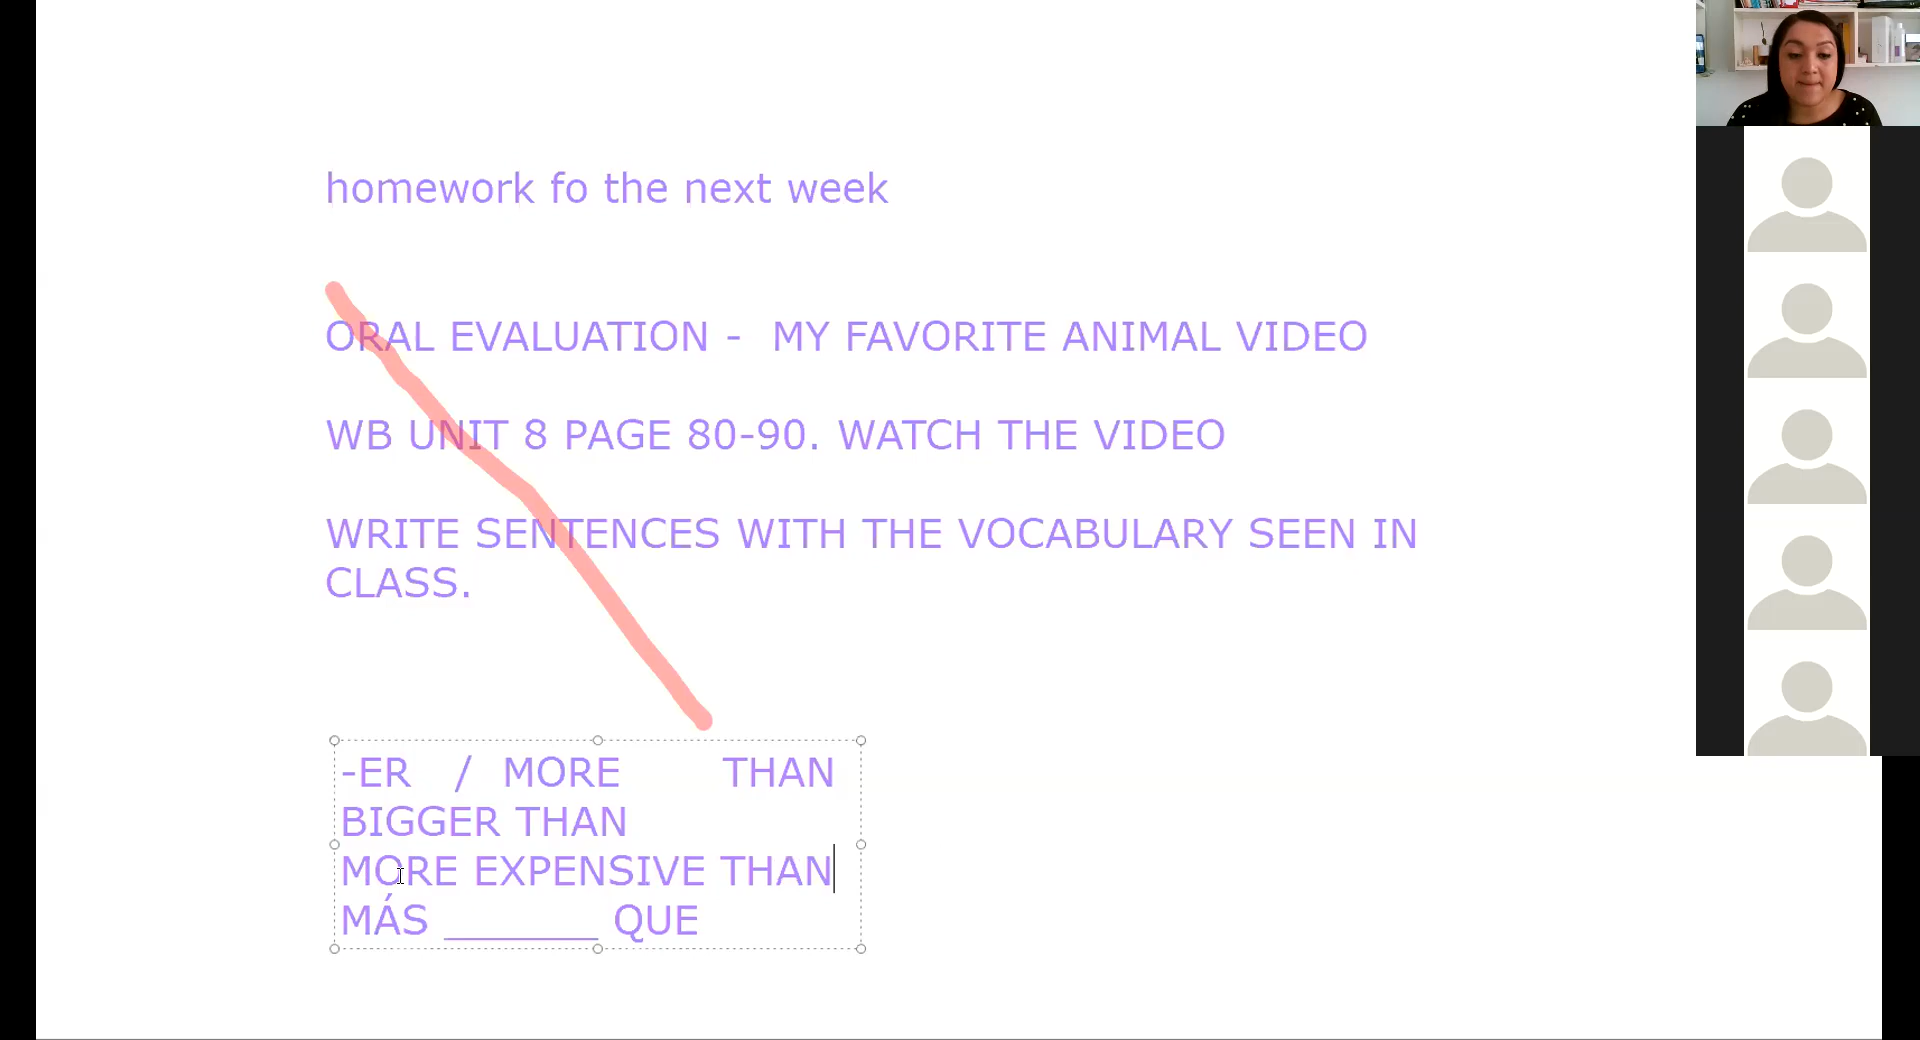 homework fo the next week
ORAL EVALUATION -  MY FAVORITE ANIMAL VIDEO
WB UNIT 8 PAGE 80-90. WATCH THE VIDEO
WRITE SENTENCES WITH THE VOCABULARY SEEN IN
CLASS.
-ER / MORE THAN
BIGGER THAN
MORE EXPENSIVE THAN
MÁS _______ QUE